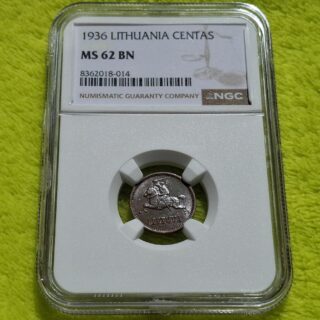 1936 LITHUANIA CENTAS
MS 62 BN
8362018-014
NUMISMATIC GUARANTY COMPANY NGC